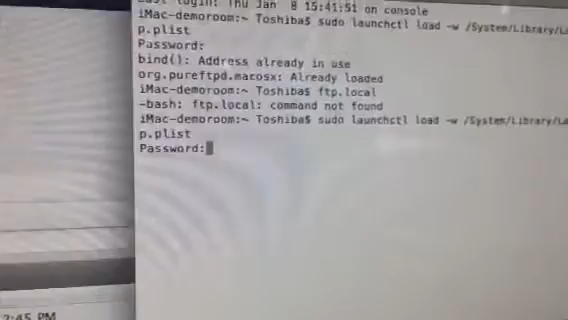 login: Thu Jan 8 15:41:51 on console
iMac-demoroom:~ Toshiba$ sudo launchctl load -w /System/Library/L
p.plist
Password:
bind(): Address already in use
org.pureftpd.macosx: Already loaded
iMac-demoroom:~ Toshiba$ ftp.local
-bash: ftp.local: command not found
iMac-demoroom:~ Toshiba$ sudo launchctl load -w /System/Library/La
p.plist
Password:
2:45 PM